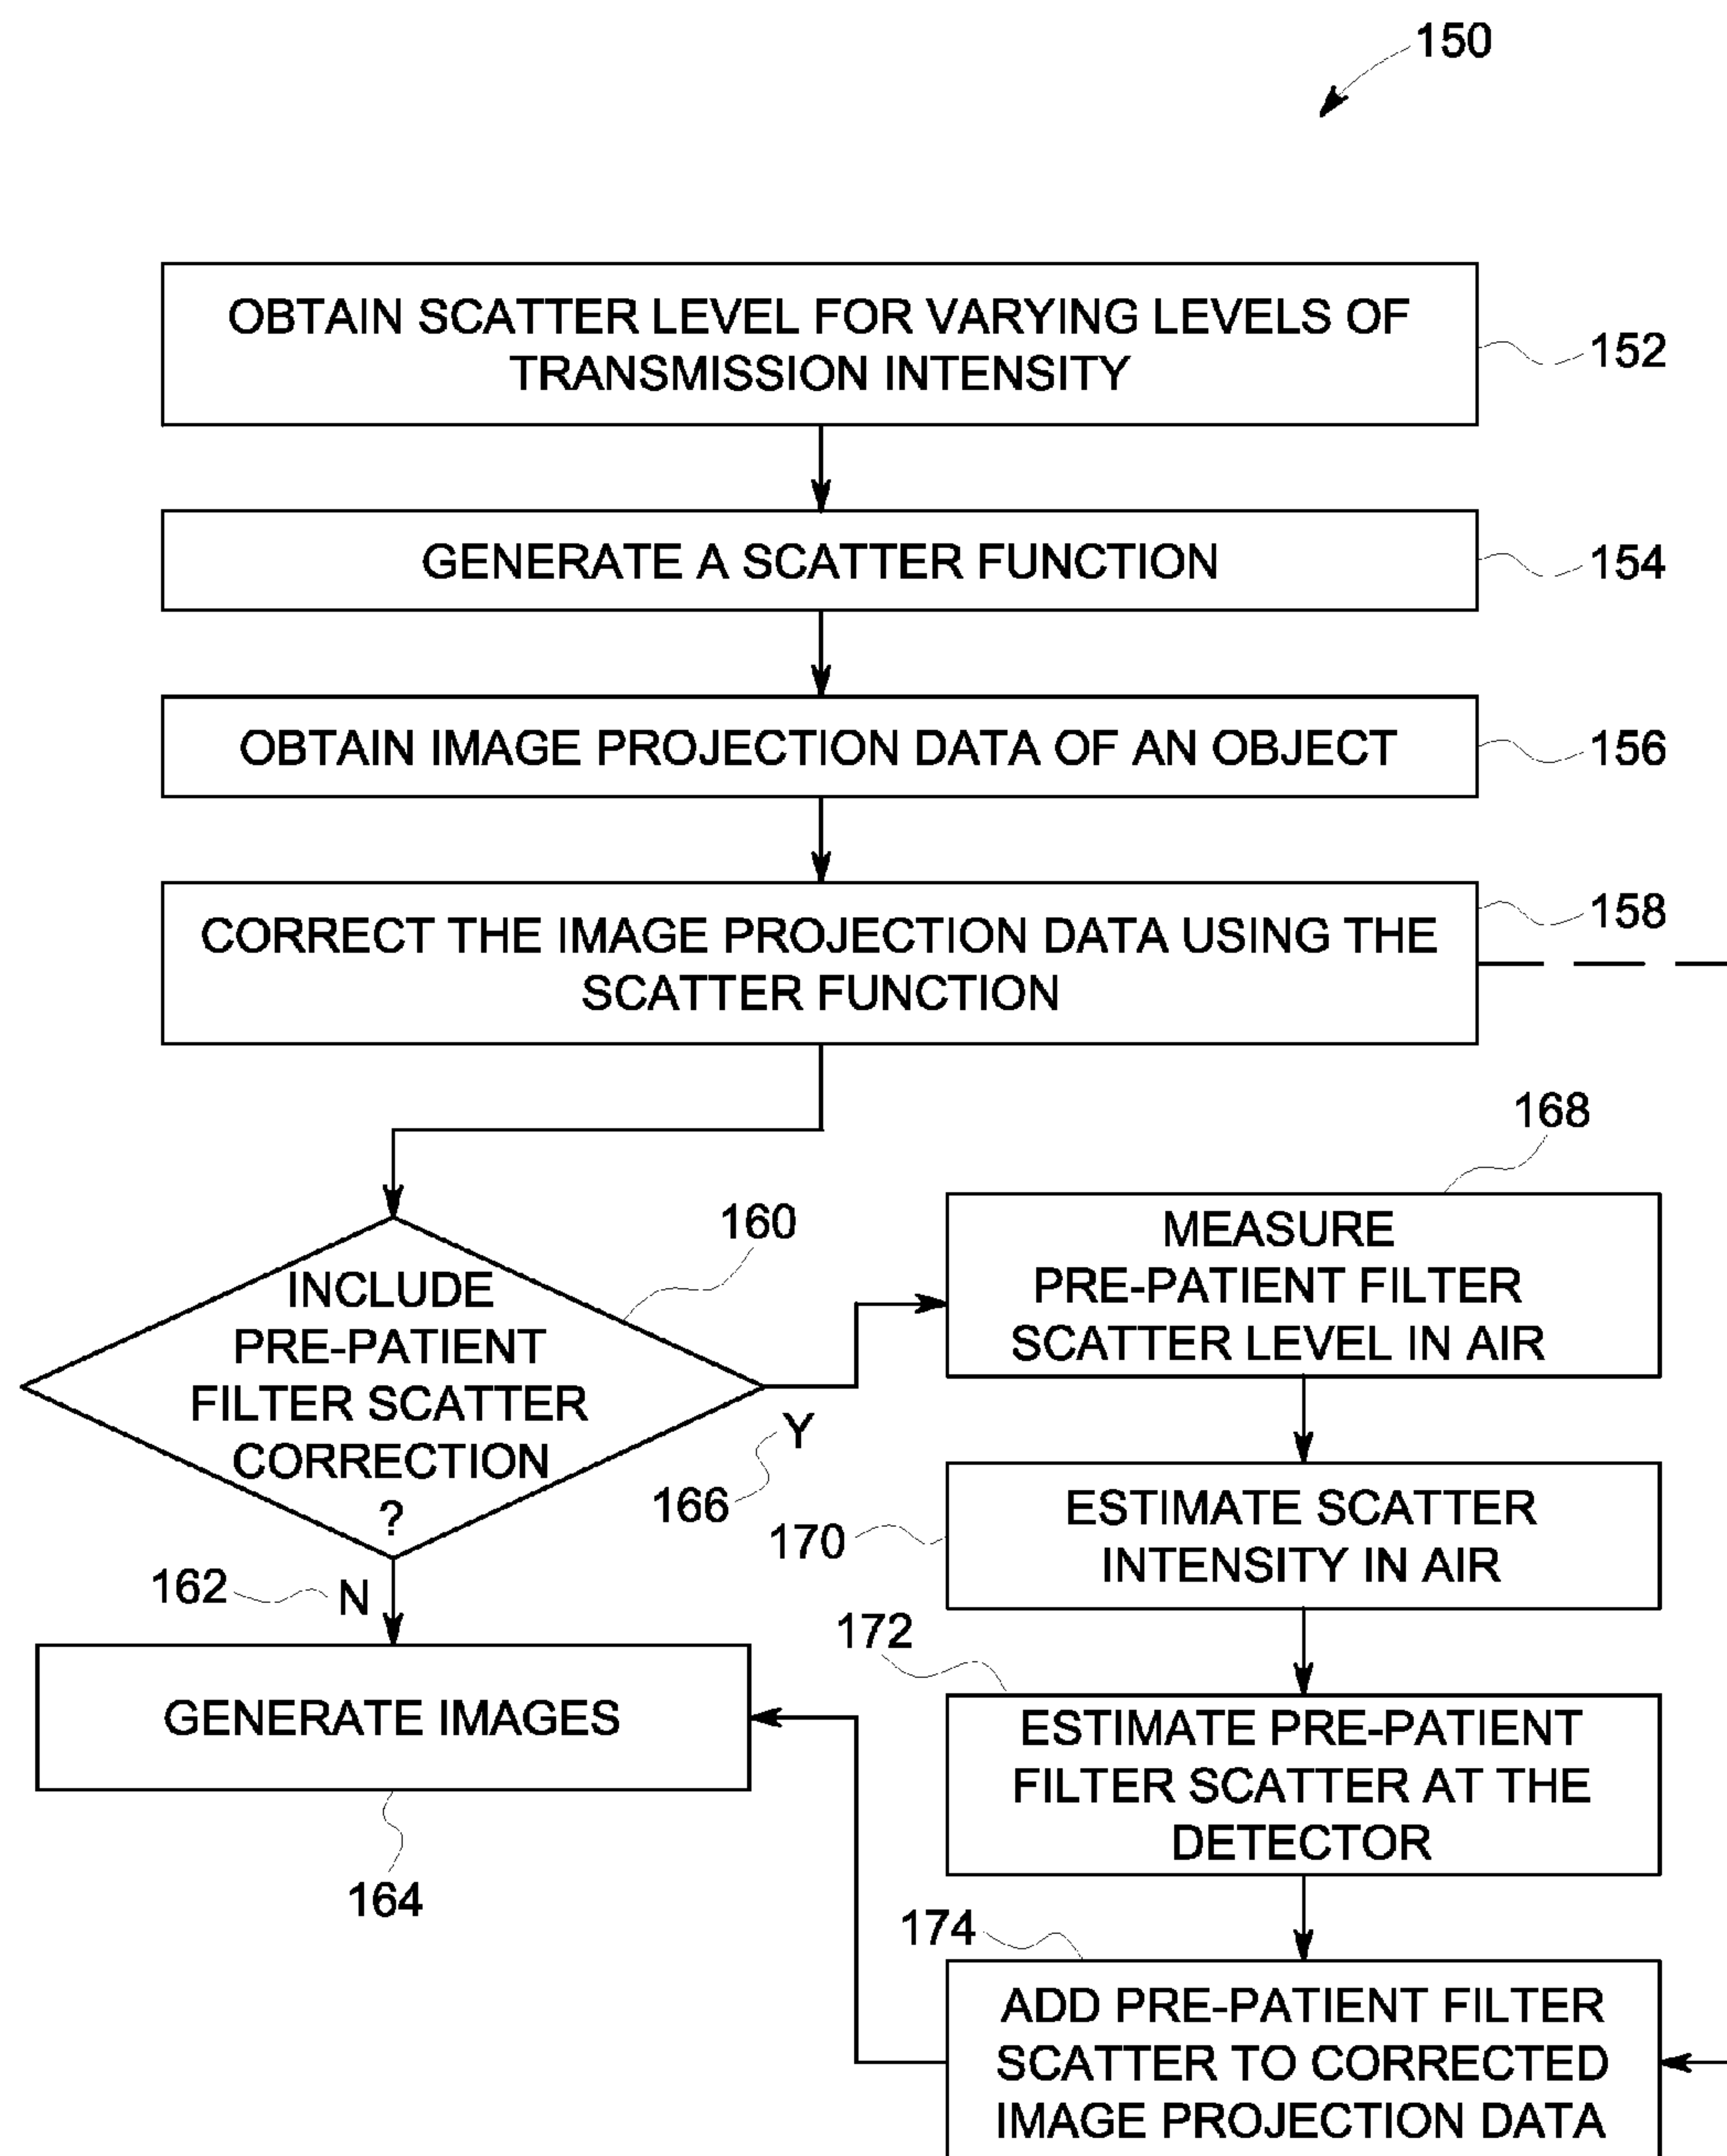 150
OBTAIN SCATTER LEVEL FOR VARYING LEVELS OF
TRANSMISSION INTENSITY
152
GENERATE A SCATTER FUNCTION
154
OBTAIN IMAGE PROJECTION DATA OF AN OBJECT
156
CORRECT THE IMAGE PROJECTION DATA USING THE
SCATTER FUNCTION
158
INCLUDE
PRE-PATIENT
FILTER SCATTER
CORRECTION
?
160
Y
166
162
N
GENERATE IMAGES
164
168
MEASURE
PRE-PATIENT FILTER
SCATTER LEVEL IN AIR
170
ESTIMATE SCATTER
INTENSITY IN AIR
172
ESTIMATE PRE-PATIENT
FILTER SCATTER AT THE
DETECTOR
174
ADD PRE-PATIENT FILTER
SCATTER TO CORRECTED
IMAGE PROJECTION DATA